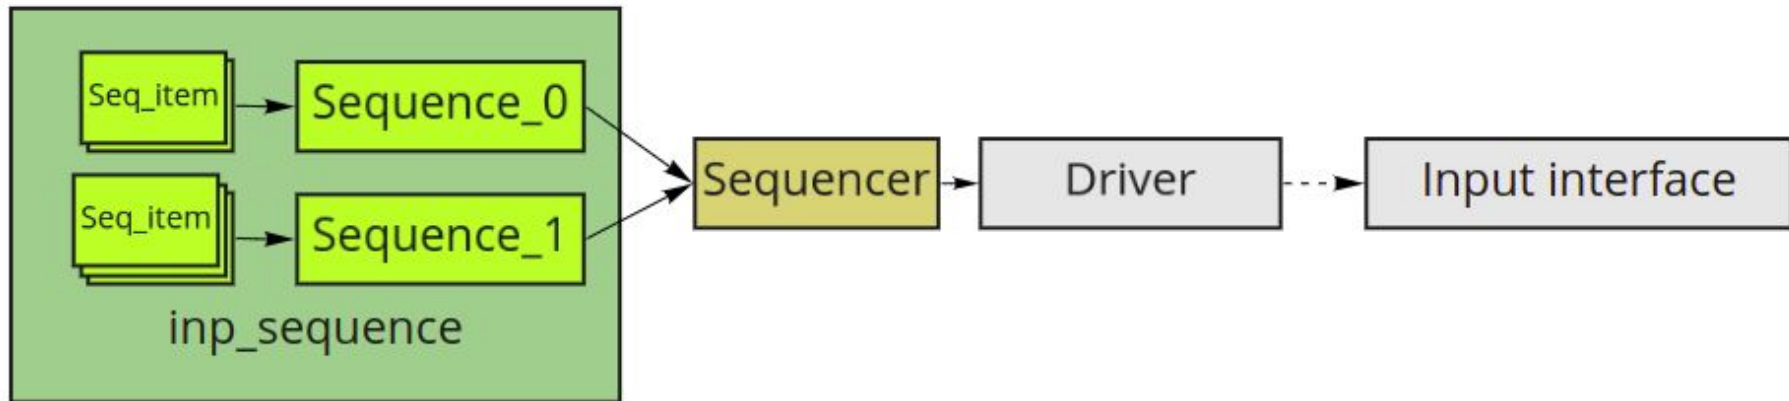 Seq_item
Sequence_0
Seq_item
Sequence_1
inp_sequence
Sequencer
Driver
Input interface